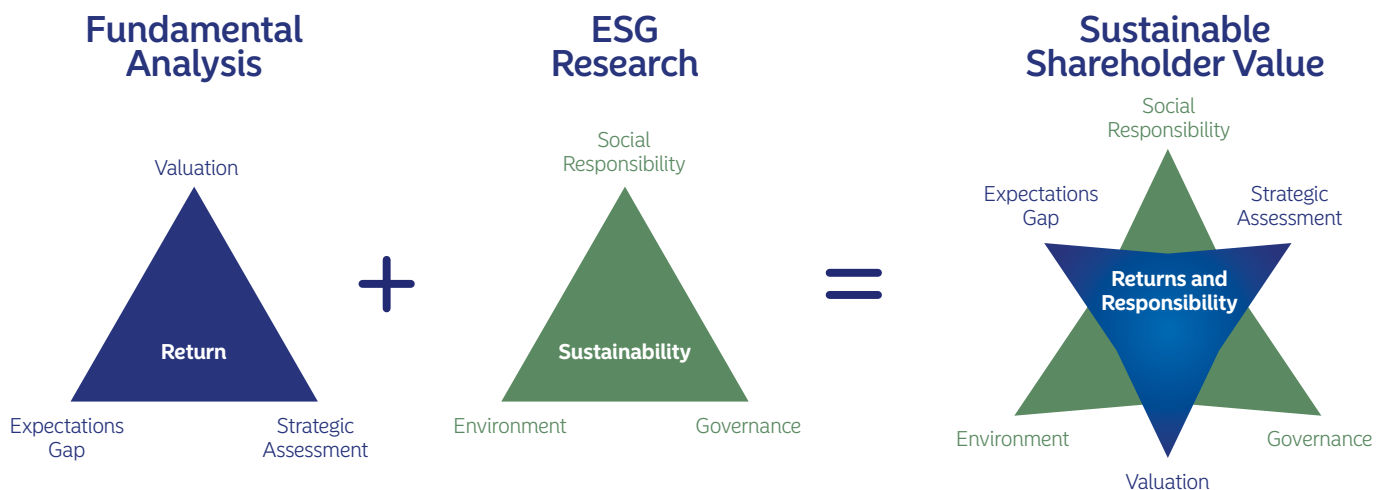 Fundamental
Analysis
Valuation
Return
Expectations
Gap
Strategic
Assessment
+
ESG
Research
Social
Responsibility
Sustainability
Environment
Governance
=
Sustainable
Shareholder Value
Social
Responsibility
Expectations
Gap
Strategic
Assessment
Returns and
Responsibility
Environment
Governance
Valuation